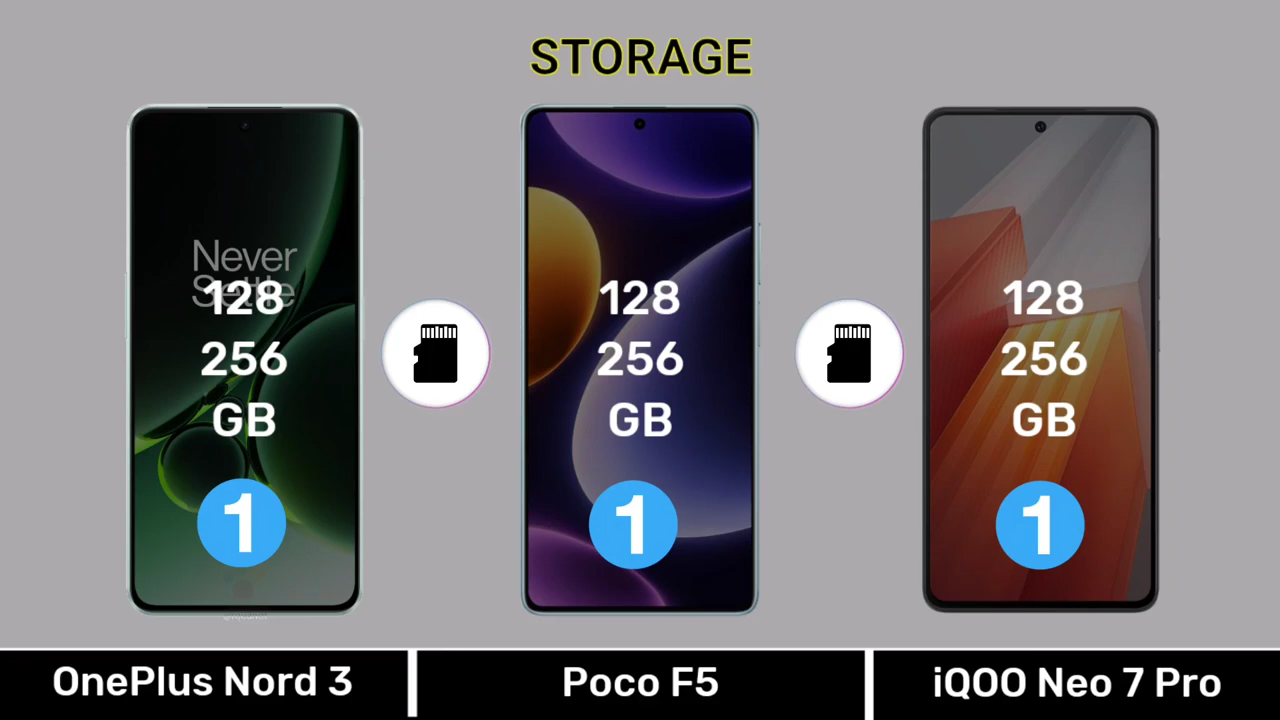 STORAGE
Never
Settle
128
256
GB
1
128
256
GB
1
128
256
GB
1
OnePlus Nord 3
Poco F5
iQOO Neo 7 Pro